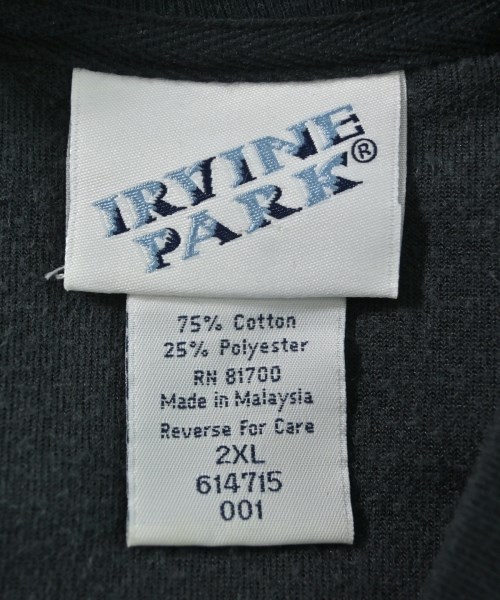 IRVINE
PARK®
75% Cotton
25% Polyester
RN 81700
Made in Malaysia
Reverse For Care
2XL
614715
001